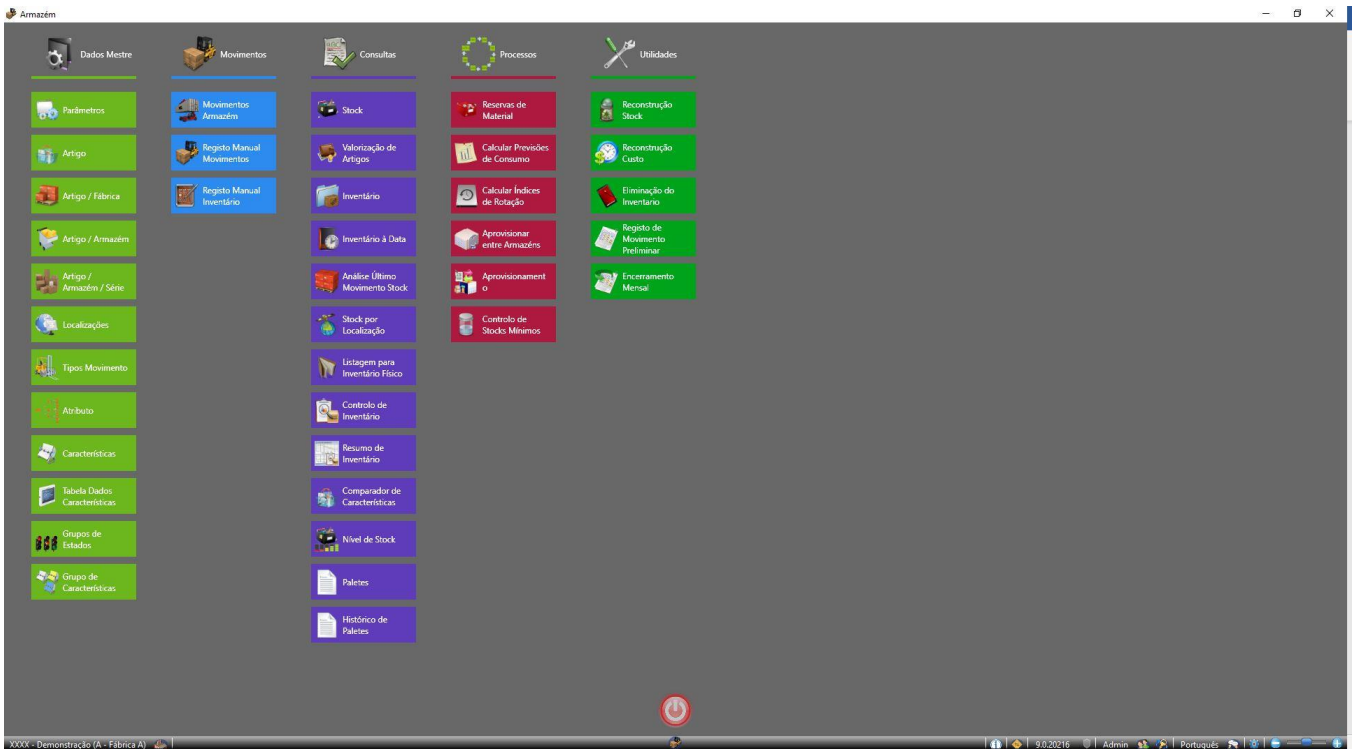 Armazém
Dados Mestre
Movimentos
Consultas
Processos
Utilidades
Parâmetros
Artigo
Artigo / Fábrica
Artigo / Armazém
Artigo /
Armazém / Série
Localizações
Tipos Movimento
Atributo
Características
Tabela Dados
Características
Grupos de
Estados
Grupo de
Características
Movimentos
Armazém
Registo Manual
Movimentos
Registo Manual
Inventário
Stock
Valorização de
Artigos
Inventário
Inventário à Data
Análise Último
Movimento Stock
Stock por
Localização
Listagem para
Inventário Físico
Controlo de
Inventário
Resumo de
Inventário
Comparador de
Características
Nível de Stock
Paletes
Histórico de
Paletes
Reservas de
Material
Calcular Previsões
de Consumo
Calcular Índices
de Rotação
Aprovisionar
entre Armazéns
Aprovisionament
o
Controlo de
Stocks Mínimos
Reconstrução
Stock
Reconstrução
Custo
Eliminação do
Inventario
Registo de
Movimento
Preliminar
Encerramento
Mensal
XXXX - Demonstração (A - Fábrica A)
9.0.20216
Admin
Português